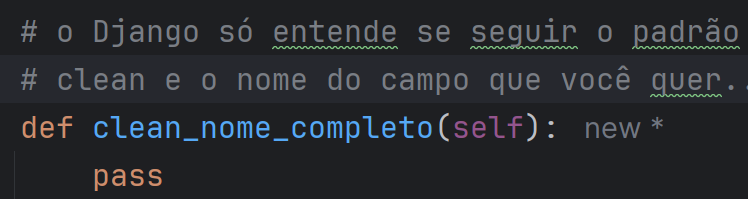 # o Django só entende se seguir o padrão
# clean e o nome do campo que você quer..
def clean_nome_completo(self): new *
    pass